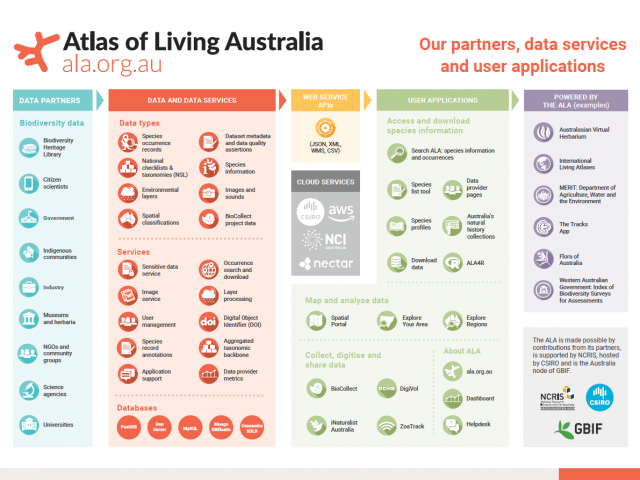 Atlas of Living Australia
ala.org.au
Our partners, data services
and user applications
DATA PARTNERS
Biodiversity data
Biodiversity
Heritage
Library
Citizen
scientists
Government
Indigenous
communities
Industry
Museums
and herbaria
NGOs and
community
groups
Science
agencies
Universities
DATA AND DATA SERVICES
Data types
Species
occurrence
records
Dataset metadata
and data quality
assertions
National
checklists &
taxonomies (NSL)
Species
information
Environmental
layers
Images and
sounds
Spatial
classifications
BioCollect
project data
Services
Sensitive data
service
Occurrence
search and
download
Image
service
Layer
processing
User
management
doi
Digital Object
Identifier (DOI)
Species
record
annotations
Aggregated
taxonomic
backbone
Application
support
Data provider
metrics
Databases
PostGIS
Geo
Server
MySQL
Mongo
DB/Elastic
Cassandra
SOLR
WEB SERVICE
APIs
(JSON, XML,
WMS, CSV)
CLOUD SERVICES
CSIRO
aws
NCI
AUSTRALIA
nectar
USER APPLICATIONS
Access and download
species information
Search ALA: species information
and occurrences
Species
list tool
Data
provider
pages
Species
profiles
Australia's
natural
history
collections
Download
data
R
ALA4R
Map and analyse data
Spatial
Portal
Explore
Your Area
Explore
Regions
Collect, digitise and
share data
BioCollect
DigiVol
iNaturalist
Australia
ZoaTrack
About ALA
ala.org.au
Dashboard
Helpdesk
POWERED BY
THE ALA (examples)
Australasian Virtual
Herbarium
International
Living Atlases
MERIT: Department of
Agriculture, Water and
the Environment
The Tracks
App
Flora of
Australia
Western Australian
Government: Index of
Biodiversity Surveys
for Assessments
The ALA is made possible by
contributions from its partners,
is supported by NCRIS, hosted
by CSIRO and is the Australia
node of GBIF.
NCRIS
CSIRO
GBIF